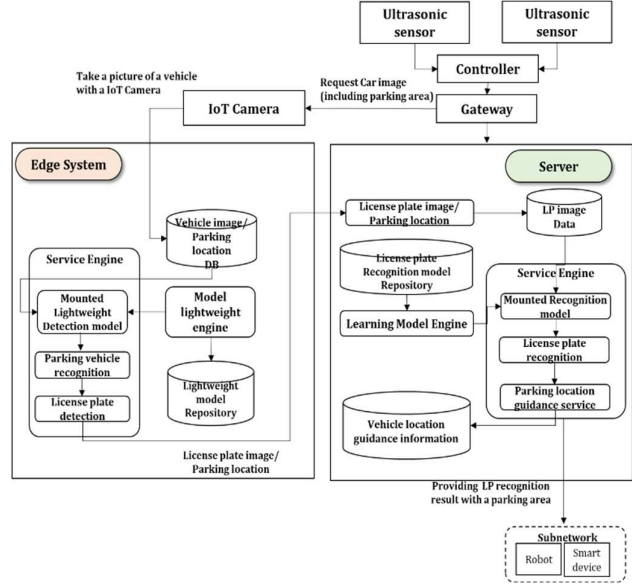 Ultrasonic
sensor
Ultrasonic
sensor
Controller
Gateway
Request Car image
(including parking area)
Take a picture of a vehicle
with a IoT Camera
IoT Camera
Edge System
Vehicle image/
Parking
location
DB
Service Engine
Mounted
Lightweight
Detection model
Parking vehicle
recognition
License plate
detection
Model
lightweight
engine
Lightweight
model
Repository
License plate image/
Parking location
Server
License plate image/
Parking location
LP image
Data
License plate
Recognition model
Repository
Learning Model Engine
Service Engine
Mounted Recognition
model
License plate
recognition
Parking location
guidance service
Vehicle location
guidance information
Providing LP recognition
result with a parking area
Subnetwork
Robot
Smart
device